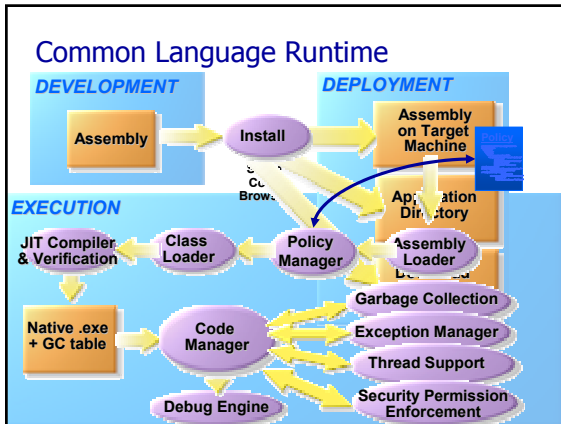 Common Language Runtime
DEVELOPMENT
DEPLOYMENT
Assembly
Install
Assembly
on Target
Machine
Policy
Application
Directory
EXECUTION
JIT Compiler
& Verification
Class
Loader
Policy
Manager
Assembly
Loader
Garbage Collection
Native .exe
+ GC table
Code
Manager
Exception Manager
Thread Support
Debug Engine
Security Permission
Enforcement